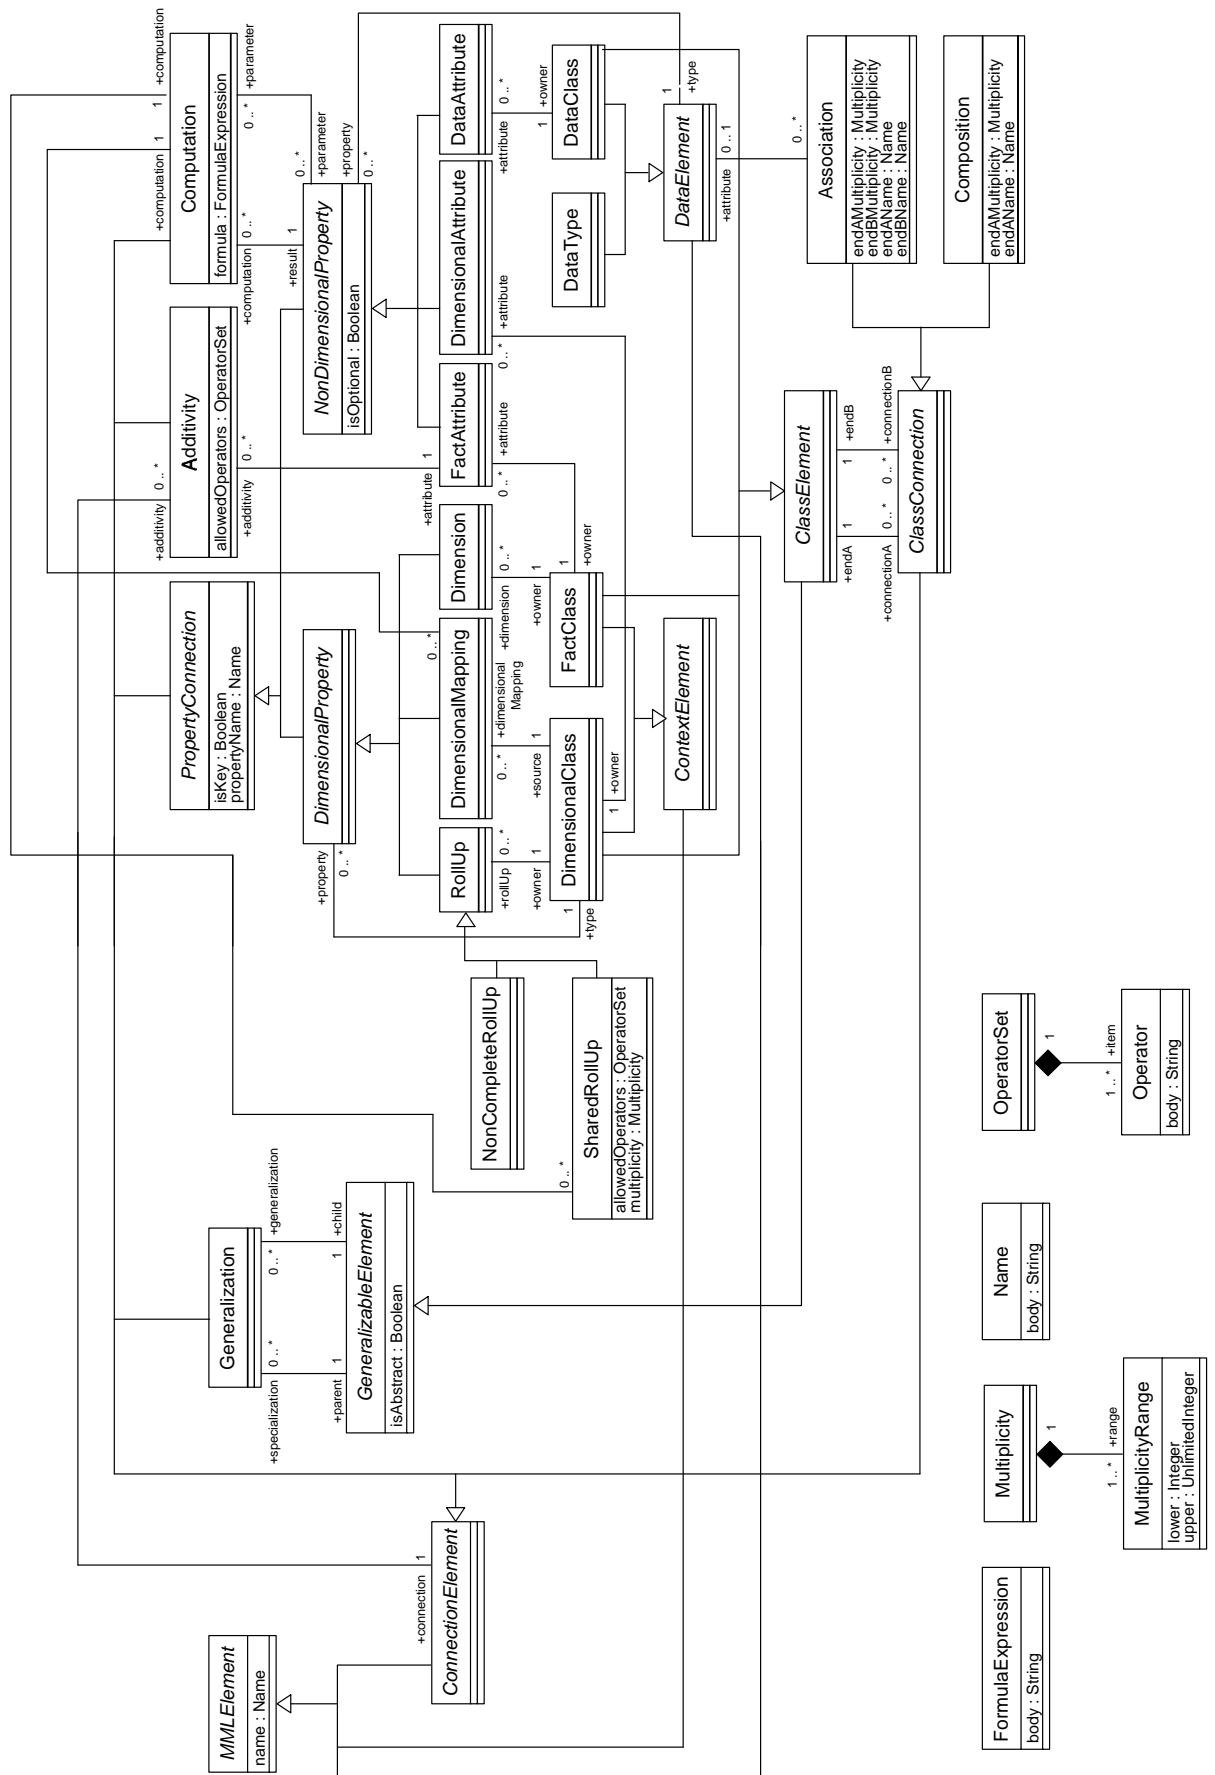 MMLElement
name : Name
ConnectionElement
+connection
1
Generalization
+specialization
0 .. *
0 .. *
+generalization
+parent
1
1
+child
GeneralizableElement
isAbstract : Boolean
PropertyConnection
isKey : Boolean
propertyName : Name
Additivity
allowedOperators : OperatorSet
+additivity
0 .. *
+additivity
0 .. *
Computation
formula : FormulaExpression
+computation
1
1
+computation
+computation
0 .. *
0 .. *
+parameter
DimensionalProperty
+property
0 .. *
NonDimensionalProperty
isOptional : Boolean
+result
1
0 .. *
+parameter
+property
0 .. *
NonCompleteRollUp
SharedRollUp
allowedOperators : OperatorSet
multiplicity : Multiplicity
0 .. *
RollUp
+rollUp
0 .. *
DimensionalMapping
0 .. *
0 .. *
+dimensional
Mapping
Dimension
+dimension
0 .. *
FactAttribute
+attribute
1
0 .. *
+attribute
DimensionalAttribute
0 .. *
+attribute
DataAttribute
+attribute
0 .. *
DimensionalClass
+owner
1
+source
1
1
+type
1
+owner
FactClass
+owner
1
1
+owner
DataType
DataClass
1
+owner
ContextElement
DataElement
1
+type
+attribute
0 .. 1
ClassElement
+endA
1
1
+endB
+connectionA
0 .. *
0 .. *
+connectionB
ClassConnection
Association
0 .. *
endAMultiplicity : Multiplicity
endBMultiplicity : Multiplicity
endAName : Name
endBName : Name
Composition
endAMultiplicity : Multiplicity
endAName : Name
FormulaExpression
body : String
Multiplicity
1
1 .. *
+range
MultiplicityRange
lower : Integer
upper : UnlimitedInteger
Name
body : String
OperatorSet
1
1 .. *
+item
Operator
body : String